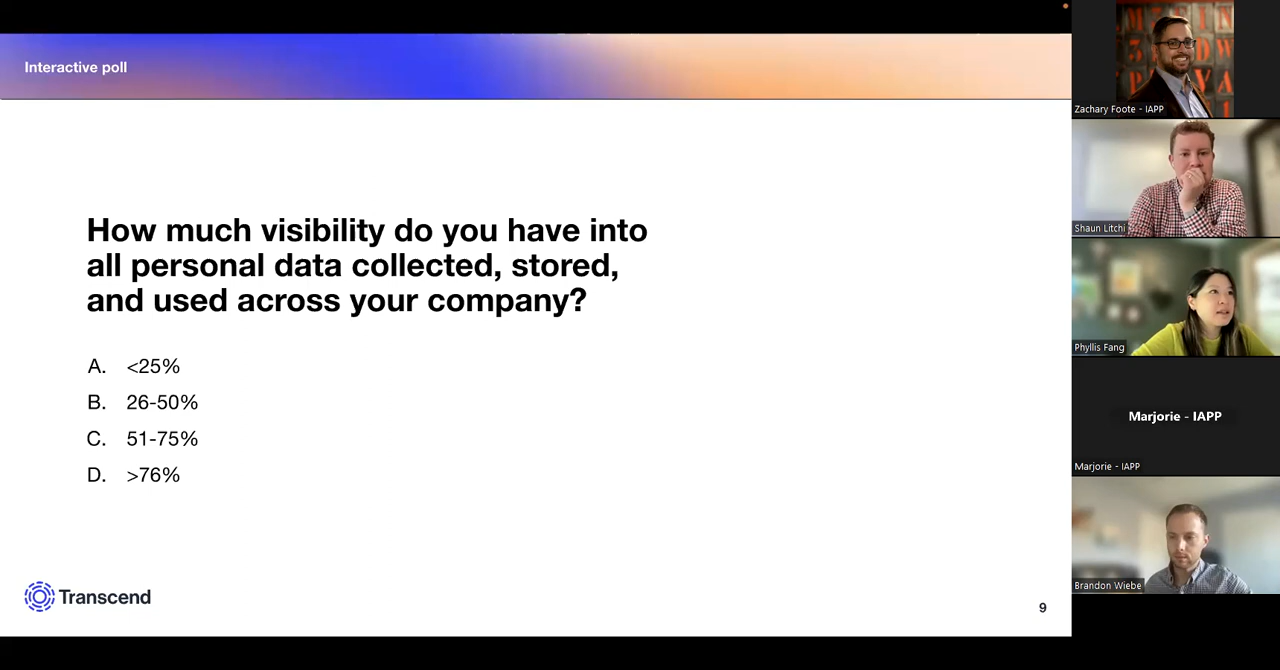 Interactive poll
How much visibility do you have into
all personal data collected, stored,
and used across your company?
A. <25%
B. 26-50%
C. 51-75%
D. >76%
Transcend
9
Zachary Foote - IAPP
Shaun Litchi
Phyllis Fang
Marjorie - IAPP
Marjorie - IAPP
Brandon Wiebe